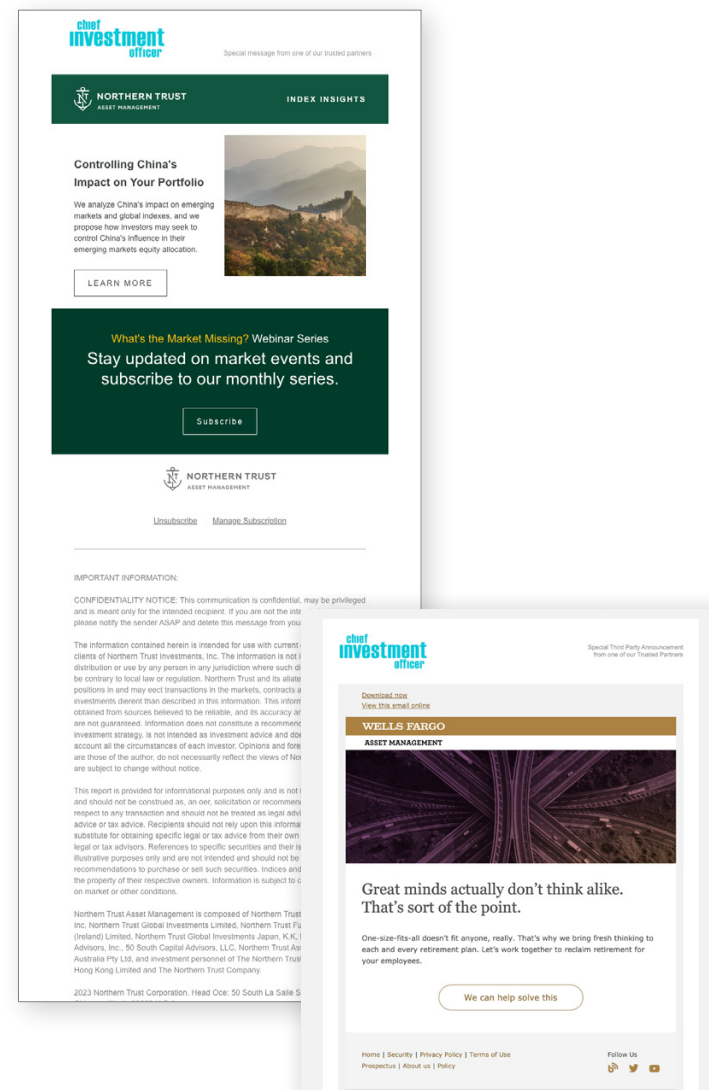 chief
investment
officer
Special message from one of our trusted partners
NORTHERN TRUST
ASSET MANAGEMENT
INDEX INSIGHTS
Controlling China's
Impact on Your Portfolio
We analyze China's impact on emerging
markets and global indexes, and we
propose how investors may seek to
control China's influence in their
emerging markets equity allocation.
LEARN MORE
What's the Market Missing? Webinar Series
Stay updated on market events and
subscribe to our monthly series.
Subscribe
NORTHERN TRUST
ASSET MANAGEMENT
Unsubscribe Manage Subscription
IMPORTANT INFORMATION:
CONFIDENTIALITY NOTICE: This communication is confidential, may be privileged
and is meant only for the intended recipient. If you are not the inte
please notify the sender ASAP and delete this message from you
The information contained herein is intended for use with current
clients of Northern Trust Investments, Inc. The information is not i
distribution or use by any person in any jurisdiction where such di
be contrary to local law or regulation. Northern Trust and its aliate
positions in and may eect transactions in the markets, contracts a
investments dierent than described in this information. This inform
obtained from sources believed to be reliable, and its accuracy an
are not guaranteed. Information does not constitute a recommend
investment strategy, is not intended as investment advice and doe
account all the circumstances of each investor. Opinions and fore
are those of the author, do not necessarily reflect the views of Nor
are subject to change without notice.
This report is provided for informational purposes only and is not i
and should not be construed as, an oer, solicitation or recommen
respect to any transaction and should not be treated as legal advi
advice or tax advice. Recipients should not rely upon this informa
substitute for obtaining specific legal or tax advice from their own
legal or tax advisors. References to specific securities and their is
illustrative purposes only and are not intended and should not be
recommendations to purchase or sell such securities. Indices and
the property of their respective owners. Information is subject to c
on market or other conditions.
Northern Trust Asset Management is composed of Northern Trust
Inc. Northern Trust Global Investments Limited, Northern Trust Fu
(Ireland) Limited, Northern Trust Global Investments Japan, K.K,
Advisors, Inc., 50 South Capital Advisors, LLC, Northern Trust As
Australia Pty Ltd, and investment personnel of The Northern Trust
Hong Kong Limited and The Northern Trust Company.
2023 Northern Trust Corporation. Head Oce: 50 South La Salle S
chief
investment
officer
Special Third Party Announcement
from one of our Trusted Partners
Download now
View this email online
WELLS FARGO
ASSET MANAGEMENT
Great minds actually don't think alike.
That's sort of the point.
One-size-fits-all doesn't fit anyone, really. That's why we bring fresh thinking to
each and every retirement plan. Let's work together to reclaim retirement for
your employees.
We can help solve this
Home | Security | Privacy Policy | Terms of Use
Prospectus | About us | Policy
Follow Us